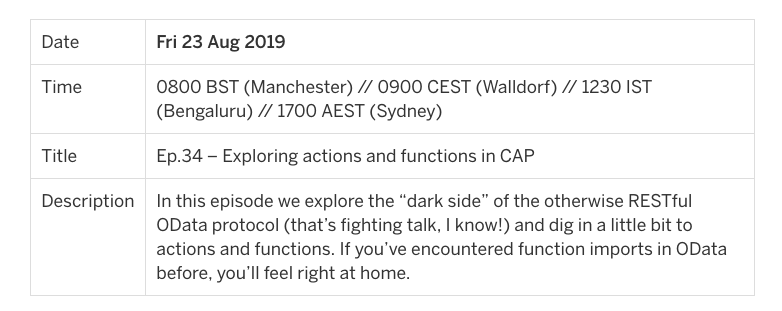 Date
Fri 23 Aug 2019
Time
0800 BST (Manchester) // 0900 CEST (Walldorf) // 1230 IST
(Bengaluru) // 1700 AEST (Sydney)
Title
Ep.34 – Exploring actions and functions in CAP
Description
In this episode we explore the “dark side” of the otherwise RESTful
OData protocol (that’s fighting talk, I know!) and dig in a little bit to
actions and functions. If you’ve encountered function imports in OData
before, you’ll feel right at home.